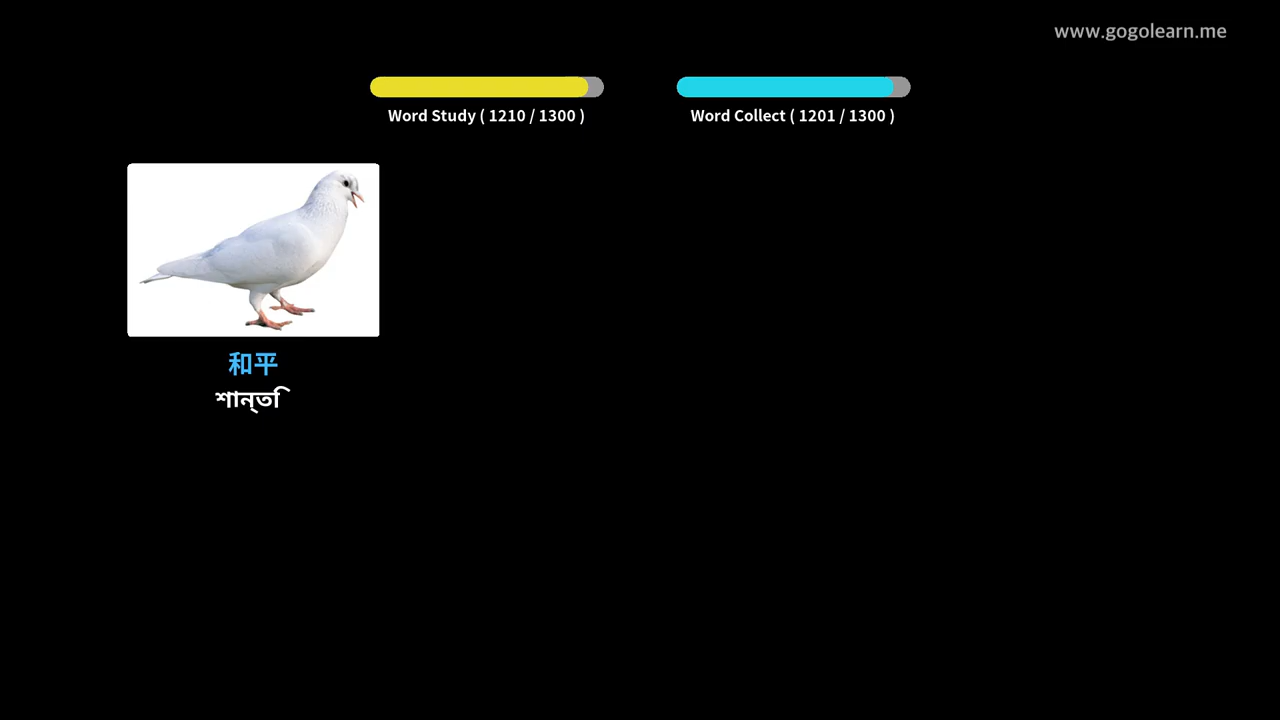 www.gogolearn.me
Word Study ( 1210 / 1300 )
Word Collect ( 1201 / 1300 )
和平
শান্তি